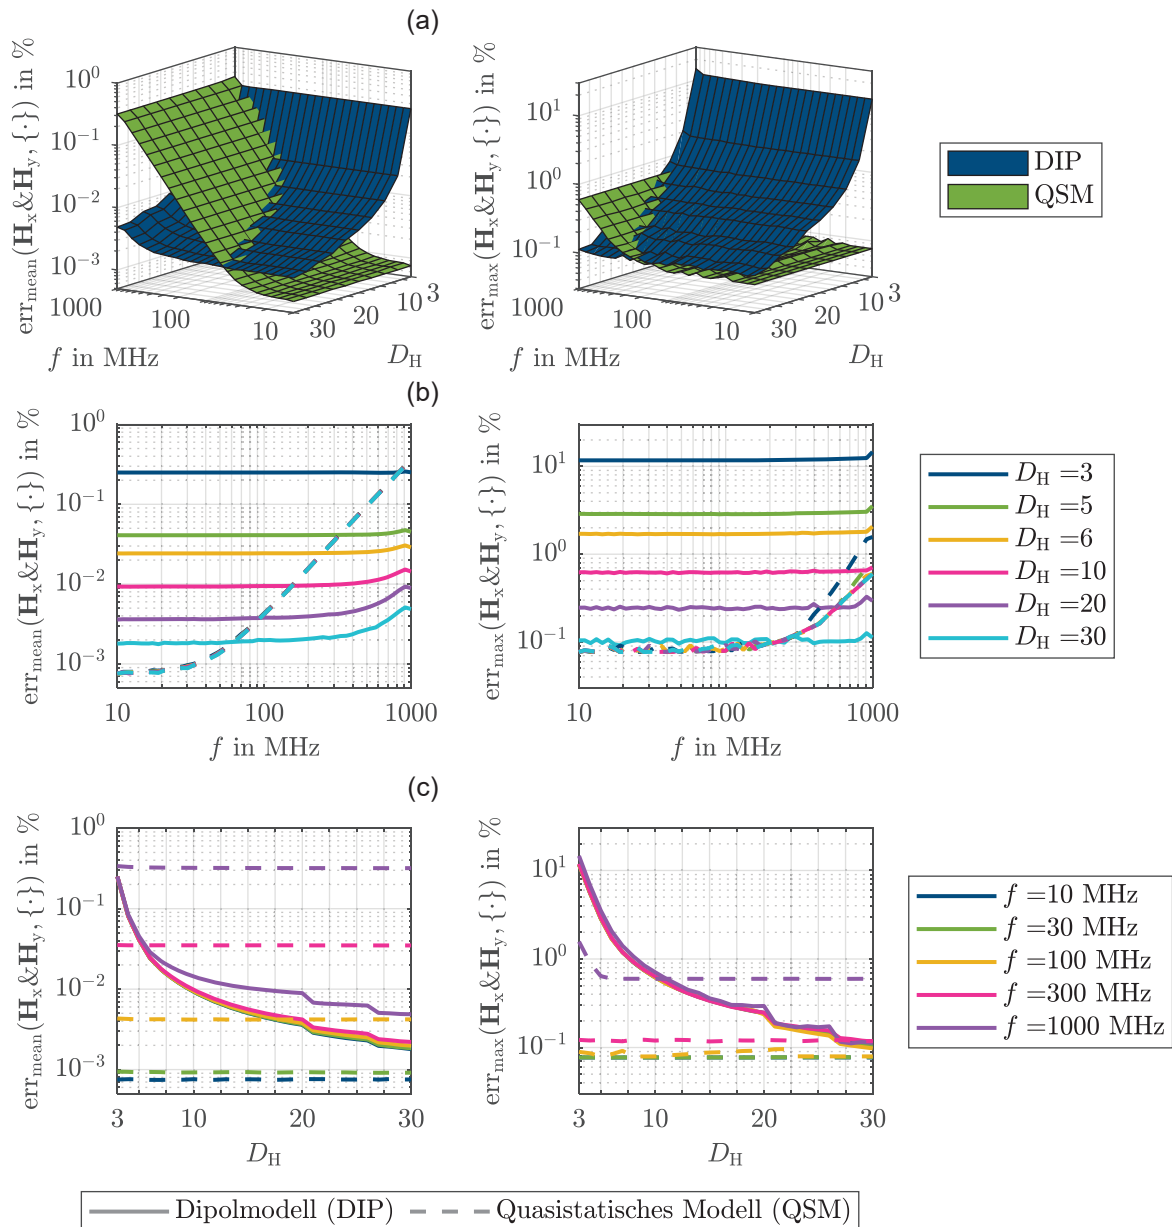 (a)
err_mean(H_x&H_y, {·}) in %
10^0
10^-1
10^-2
10^-3
1000
100
10
f in MHz
30
20
10
3
D_H
err_max(H_x&H_y, {·}) in %
10^1
10^0
10^-1
1000
100
10
f in MHz
30
20
10
3
D_H
DIP
QSM
(b)
err_mean(H_x&H_y, {·}) in %
10^0
10^-1
10^-2
10^-3
10
100
1000
f in MHz
err_max(H_x&H_y, {·}) in %
10^1
10^0
10^-1
10
100
1000
f in MHz
D_H =3
D_H =5
D_H =6
D_H =10
D_H =20
D_H =30
(c)
err_mean(H_x&H_y, {·}) in %
10^0
10^-1
10^-2
10^-3
3
10
20
30
D_H
err_max(H_x&H_y, {·}) in %
10^1
10^0
10^-1
3
10
20
30
D_H
f =10 MHz
f =30 MHz
f =100 MHz
f =300 MHz
f =1000 MHz
Dipolmodell (DIP)
Quasistatisches Modell (QSM)